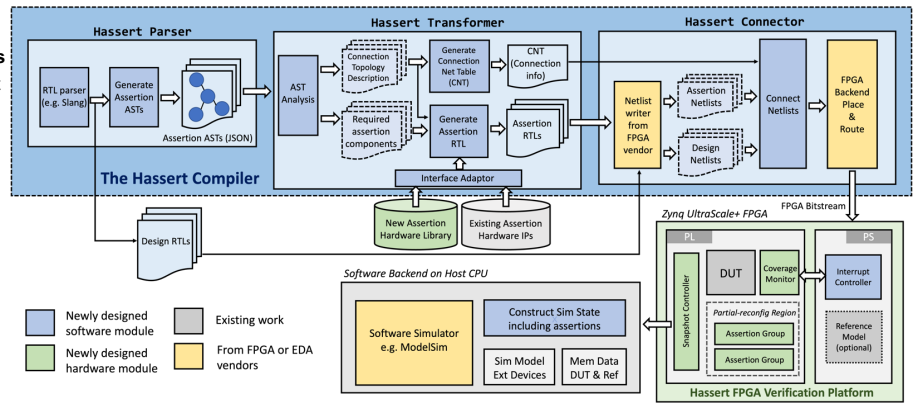 Hassert Parser
Hassert Transformer
Hassert Connector
s
RTL parser
(e.g. Slang)
Generate
Assertion
ASTs
Assertion ASTs (JSON)
AST
Analysis
Connection
Topology
Description
Required
assertion
components
Generate
Connection
Net Table
(CNT)
Generate
Assertion
RTL
CNT
(Connection
info)
Assertion
RTLs
Interface Adaptor
Netlist
writer
from
FPGA
vendor
Assertion
Netlists
Design
Netlists
Connect
Netlists
FPGA
Backend
Place
&
Route
The Hassert Compiler
New Assertion
Hardware Library
Existing Assertion
Hardware IPs
Design RTLs
FPGA Bitstream
Zynq UltraScale+ FPGA
PL
PS
Snapshot Controller
DUT
Coverage
Monitor
Partial-reconfig Region
Assertion Group
Assertion Group
Interrupt
Controller
Reference
Model
(optional)
Hassert FPGA Verification Platform
Software Backend on Host CPU
Software Simulator
e.g. ModelSim
Construct Sim State
including assertions
Sim Model
Ext Devices
Mem Data
DUT & Ref
Newly designed
software module
Existing work
Newly designed
hardware module
From FPGA or EDA
vendors